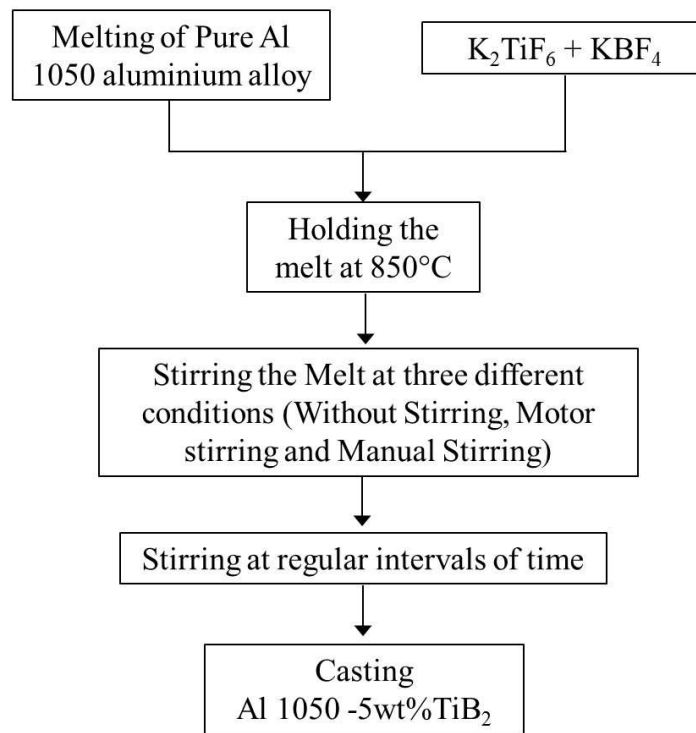 Melting of Pure Al
1050 aluminium alloy
K₂TiF₆ + KBF₄
Holding the
melt at 850°C
Stirring the Melt at three different
conditions (Without Stirring, Motor
stirring and Manual Stirring)
Stirring at regular intervals of time
Casting
Al 1050 -5wt%TiB₂